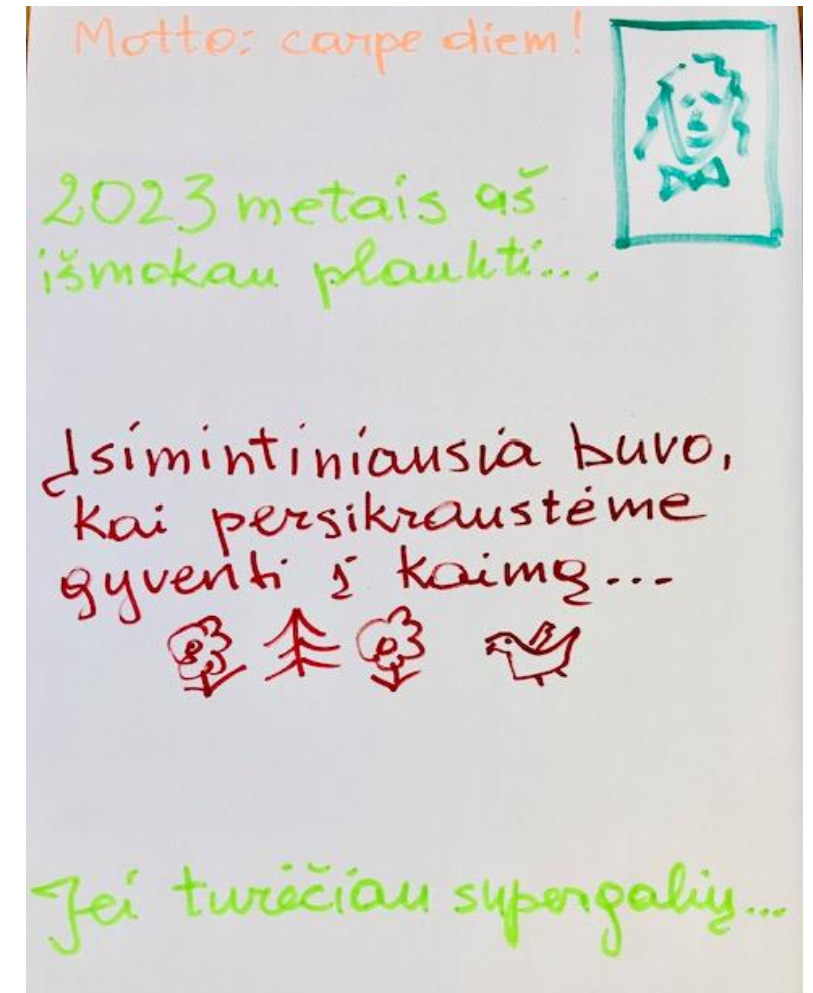 Motto: carpe diem!
2023 metais aš
išmokau plaukti...
Įsimintiniausia buvo,
kai persikraustėme
gyventi į kaimą...
Jei turėčiau supergalių...